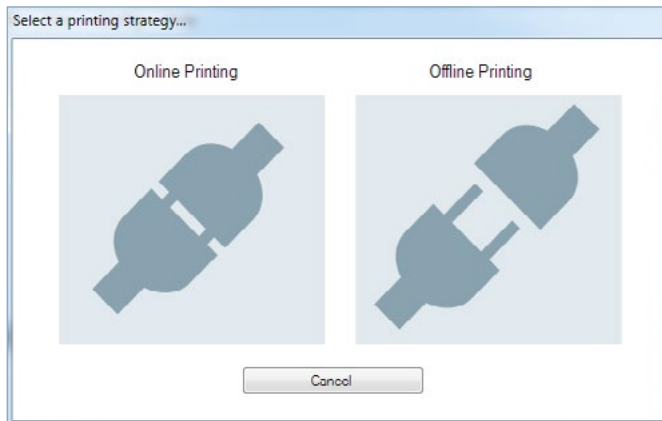 Select a printing strategy...
Online Printing
Offline Printing
Cancel